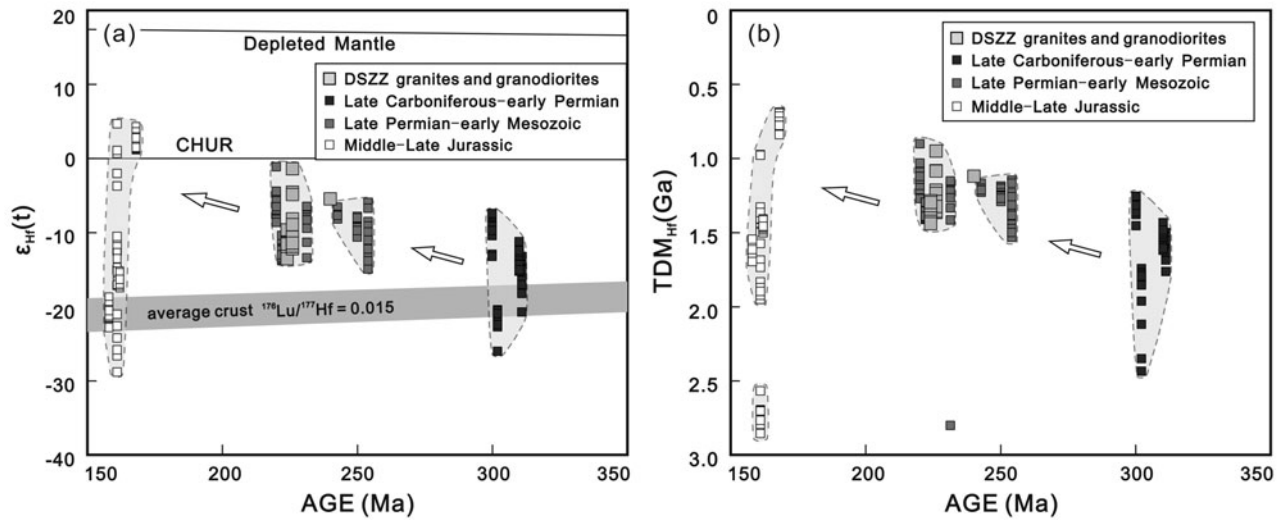 (a)
Depleted Mantle
DSZZ granites and granodiorites
Late Carboniferous-early Permian
Late Permian-early Mesozoic
Middle-Late Jurassic
CHUR
average crust ¹⁷⁶Lu/¹⁷⁷Hf = 0.015
20
10
0
-10
-20
-30
-40
εHf(t)
150
200
250
300
350
AGE (Ma)
(b)
DSZZ granites and granodiorites
Late Carboniferous-early Permian
Late Permian-early Mesozoic
Middle-Late Jurassic
0
0.5
1.0
1.5
2.0
2.5
3.0
TDMHf(Ga)
150
200
250
300
350
AGE (Ma)